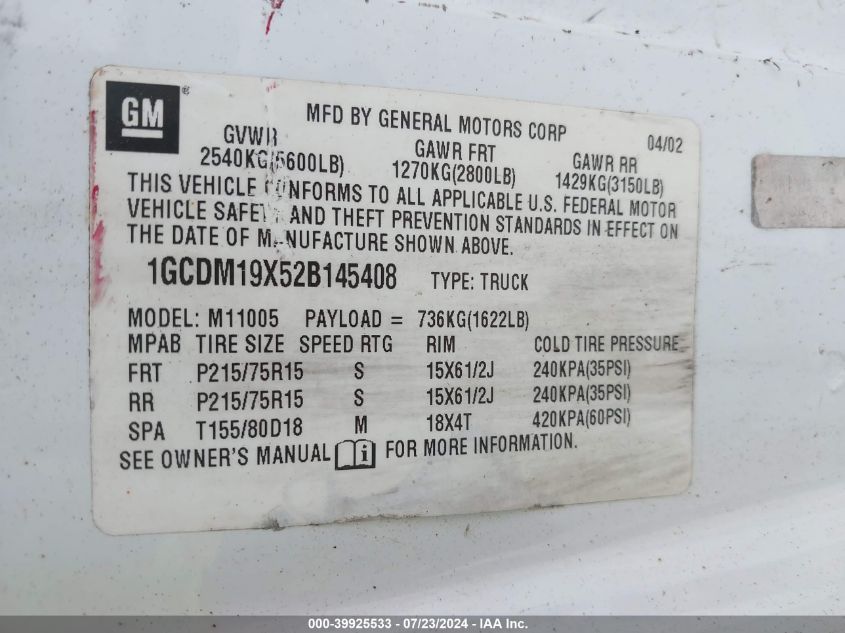 GM®
MFD BY GENERAL MOTORS CORP 04/02
GVWR GAWR FRT GAWR RR
2540KG(5600LB) 1270KG(2800LB) 1429KG(3150LB)
THIS VEHICLE CONFORMS TO ALL APPLICABLE U.S. FEDERAL MOTOR
VEHICLE SAFETY AND THEFT PREVENTION STANDARDS IN EFFECT ON
THE DATE OF MANUFACTURE SHOWN ABOVE.
1GCDM19X52B145408 TYPE: TRUCK
MODEL: M11005 PAYLOAD = 736KG(1622LB)
MPAB TIRE SIZE SPEED RTG RIM COLD TIRE PRESSURE
FRT P215/75R15 S 15X61/2J 240KPA(35PSI)
RR P215/75R15 S 15X61/2J 240KPA(35PSI)
SPA T155/80D18 M 18X4T 420KPA(60PSI)
SEE OWNER'S MANUAL i FOR MORE INFORMATION.
000-39925533 - 07/23/2024 - IAA Inc.